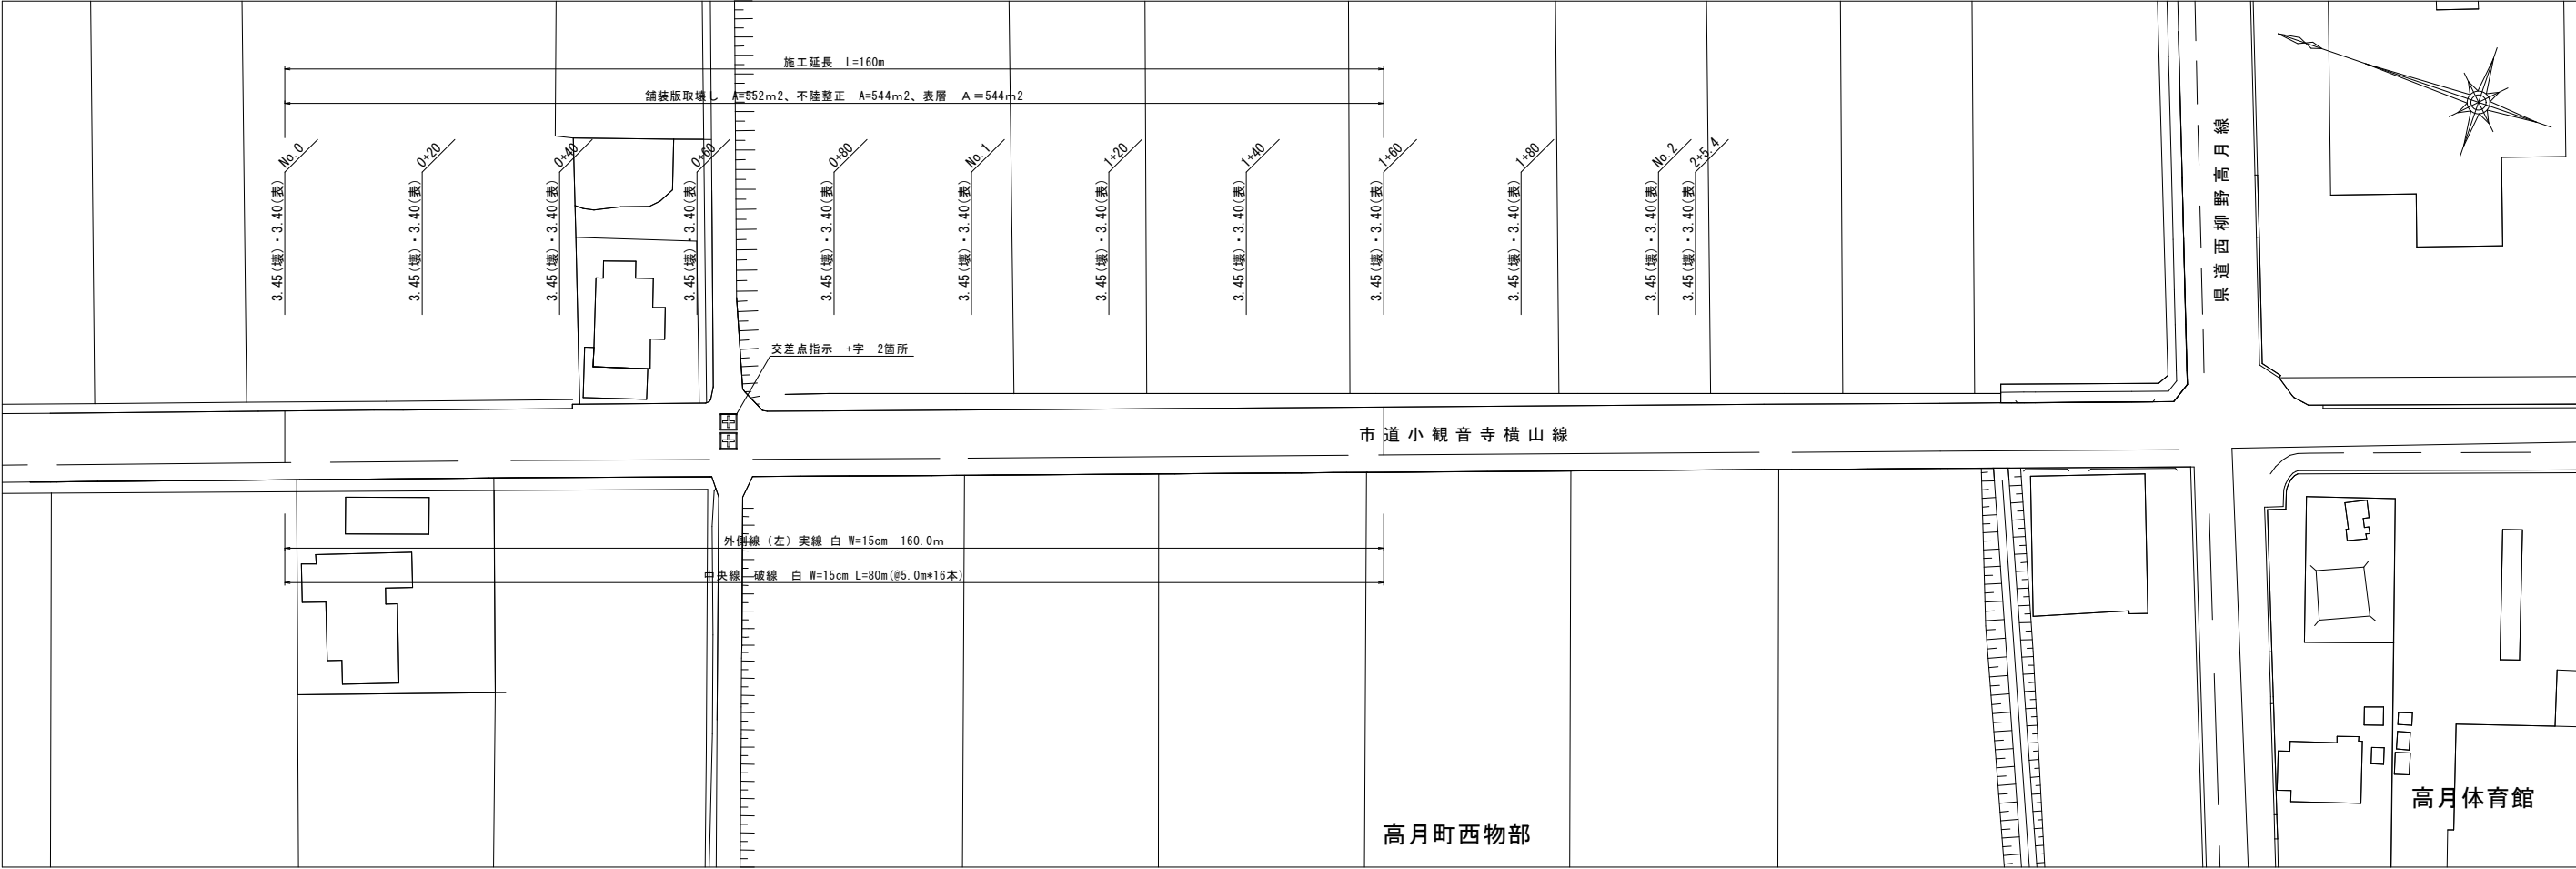 施工延長　L=160m
舗装版取壊し　A=552m2、不陸整正　A=544m2、表層　A＝544m2
No.0
0+20
0+40
0+60
0+80
No.1
1+20
1+40
1+60
1+80
No.2
2+5.4
3.45(壊)・3.40(表)
3.45(壊)・3.40(表)
3.45(壊)・3.40(表)
3.45(壊)・3.40(表)
3.45(壊)・3.40(表)
3.45(壊)・3.40(表)
3.45(壊)・3.40(表)
3.45(壊)・3.40(表)
3.45(壊)・3.40(表)
3.45(壊)・3.40(表)
3.45(壊)・3.40(表)
3.45(壊)・3.40(表)
県道西柳野高月線
交差点指示　+字　2箇所
市道小観音寺横山線
外側線（左）実線 白 W=15cm　160.0m
中央線　破線　白 W=15cm L=80m(@5.0m*16本)
高月体育館
高月町西物部